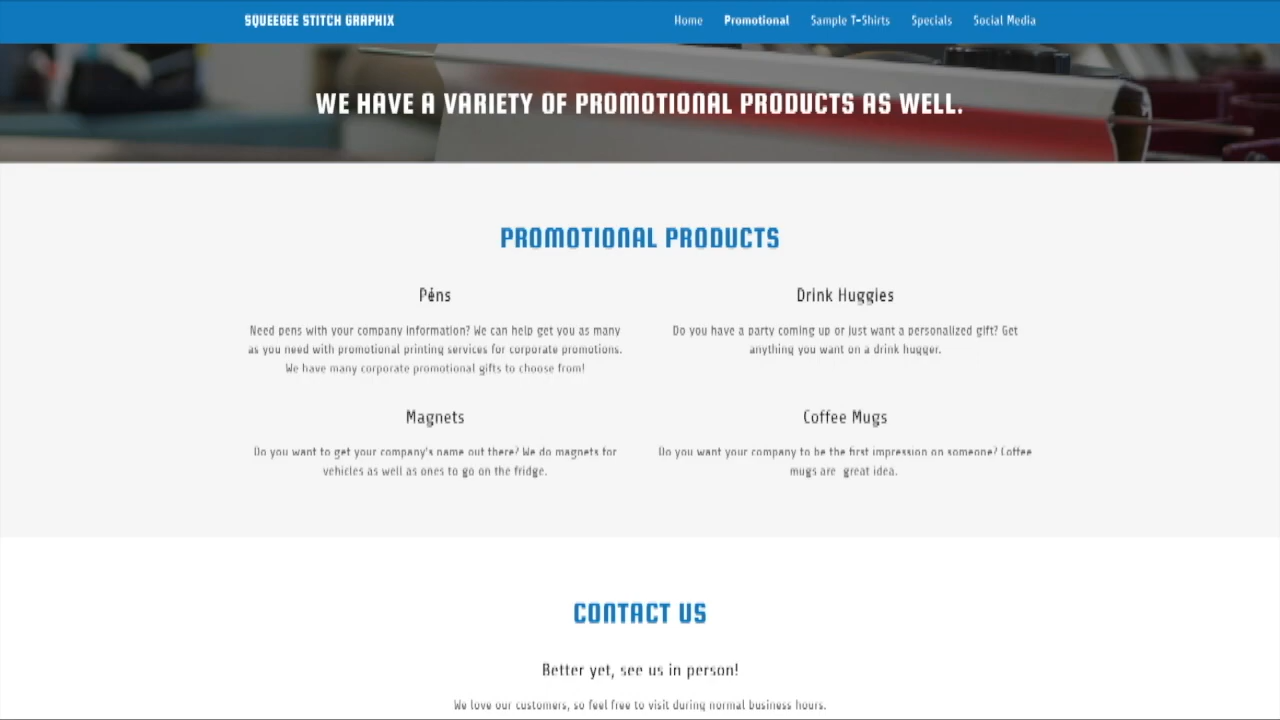 SQUEEGEE STITCH GRAPHIX
Home Promotional Sample T-Shirts Specials Social Media
WE HAVE A VARIETY OF PROMOTIONAL PRODUCTS AS WELL.
PROMOTIONAL PRODUCTS
Pens
Need pens with your company information? We can help get you as many
as you need with promotional printing services for corporate promotions.
We have many corporate promotional gifts to choose from!
Drink Huggies
Do you have a party coming up or just want a personalized gift? Get
anything you want on a drink hugger.
Magnets
Do you want to get your company's name out there? We do magnets for
vehicles as well as ones to go on the fridge.
Coffee Mugs
Do you want your company to be the first impression on someone? Coffee
mugs are great idea.
CONTACT US
Better yet, see us in person!
We love our customers, so feel free to visit during normal business hours.